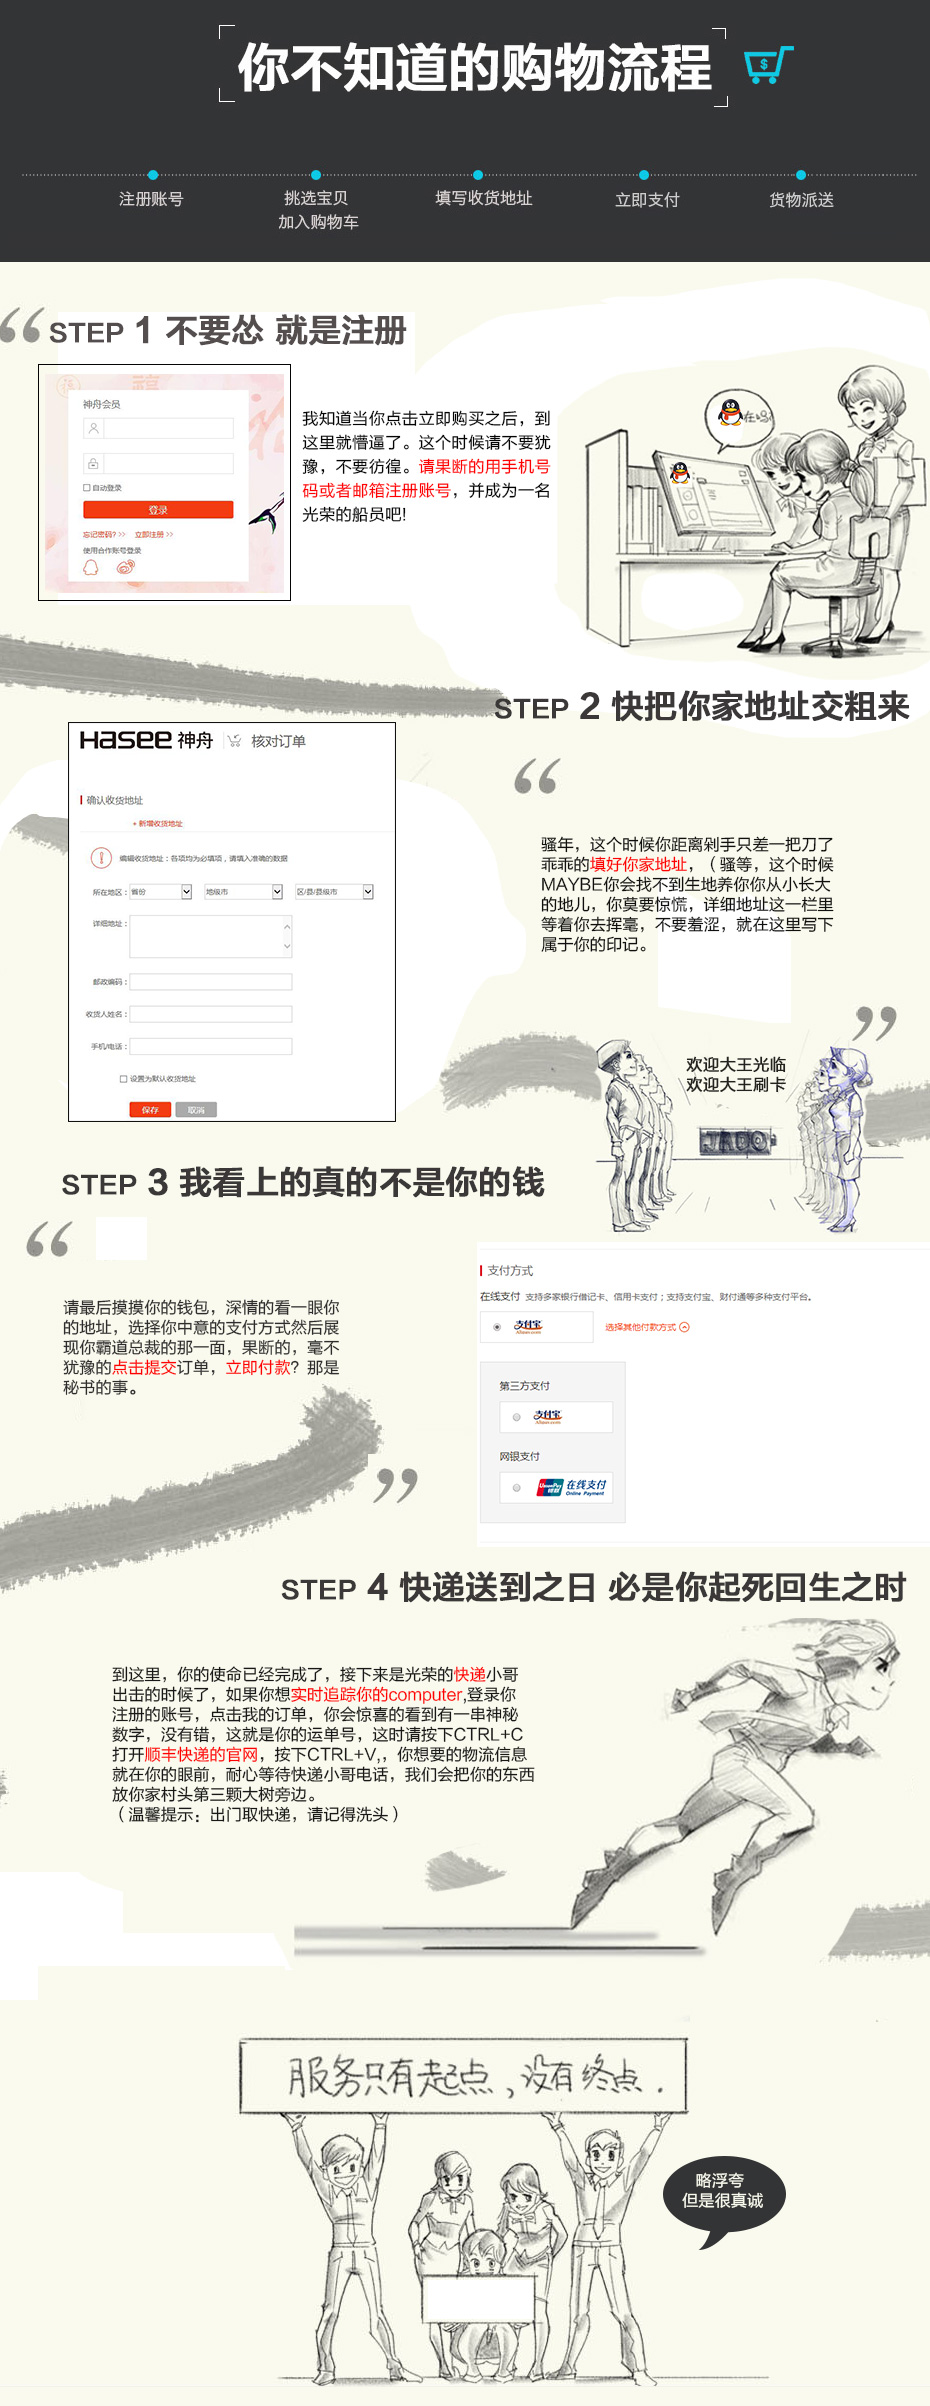 你不知道的购物流程
$
注册账号
挑选宝贝
加入购物车
填写收货地址
立即支付
货物派送
STEP 1 不要怂 就是注册
神舟会员
自动登录
登录
忘记密码? >> 立即注册 >>
使用合作账号登录
我知道当你点击立即购买之后，到
这里就懵逼了。这个时候请不要犹
豫，不要彷徨。请果断的用手机号
码或者邮箱注册账号，并成为一名
光荣的船员吧!
在吗
STEP 2 快把你家地址交粗来
Hasee 神舟 核对订单
确认收货地址
+ 新增收货地址
编辑收货地址：各项均为必填项，请填入准确的数据
所在地区： 省份 地级市 区/县/县级市
详细地址：
邮政编码：
收货人姓名：
手机/电话：
设置为默认收货地址
保存 取消
骚年，这个时候你距离剁手只差一把刀了
乖乖的填好你家地址，（ 骚等，这个时候
MAYBE你会找不到生地养你你从小长大
的地儿，你莫要惊慌，详细地址这一栏里
等着你去挥毫，不要羞涩，就在这里写下
属于你的印记。
欢迎大王光临
欢迎大王刷卡
STEP 3 我看上的真的不是你的钱
请最后摸摸你的钱包，深情的看一眼你
的地址，选择你中意的支付方式然后展
现你霸道总裁的那一面，果断的，毫不
犹豫的点击提交订单，立即付款？那是
秘书的事。
支付方式
在线支付 支持多家银行借记卡、信用卡支付；支持支付宝、财付通等多种支付平台。
支付宝 选择其他付款方式
第三方支付
支付宝
网银支付
UnionPay 银联 在线支付
Online Payment
STEP 4 快递送到之日 必是你起死回生之时
到这里，你的使命已经完成了，接下来是光荣的快递小哥
出击的时候了，如果你想实时追踪你的computer,登录你
注册的账号，点击我的订单，你会惊喜的看到有一串神秘
数字，没有错，这就是你的运单号，这时请按下CTRL+C
打开顺丰快递的官网，按下CTRL+V,，你想要的物流信息
就在你的眼前，耐心等待快递小哥电话，我们会把你的东西
放你家村头第三颗大树旁边。
（温馨提示：出门取快递，请记得洗头）
服务只有起点，没有终点.
略浮夸
但是很真诚